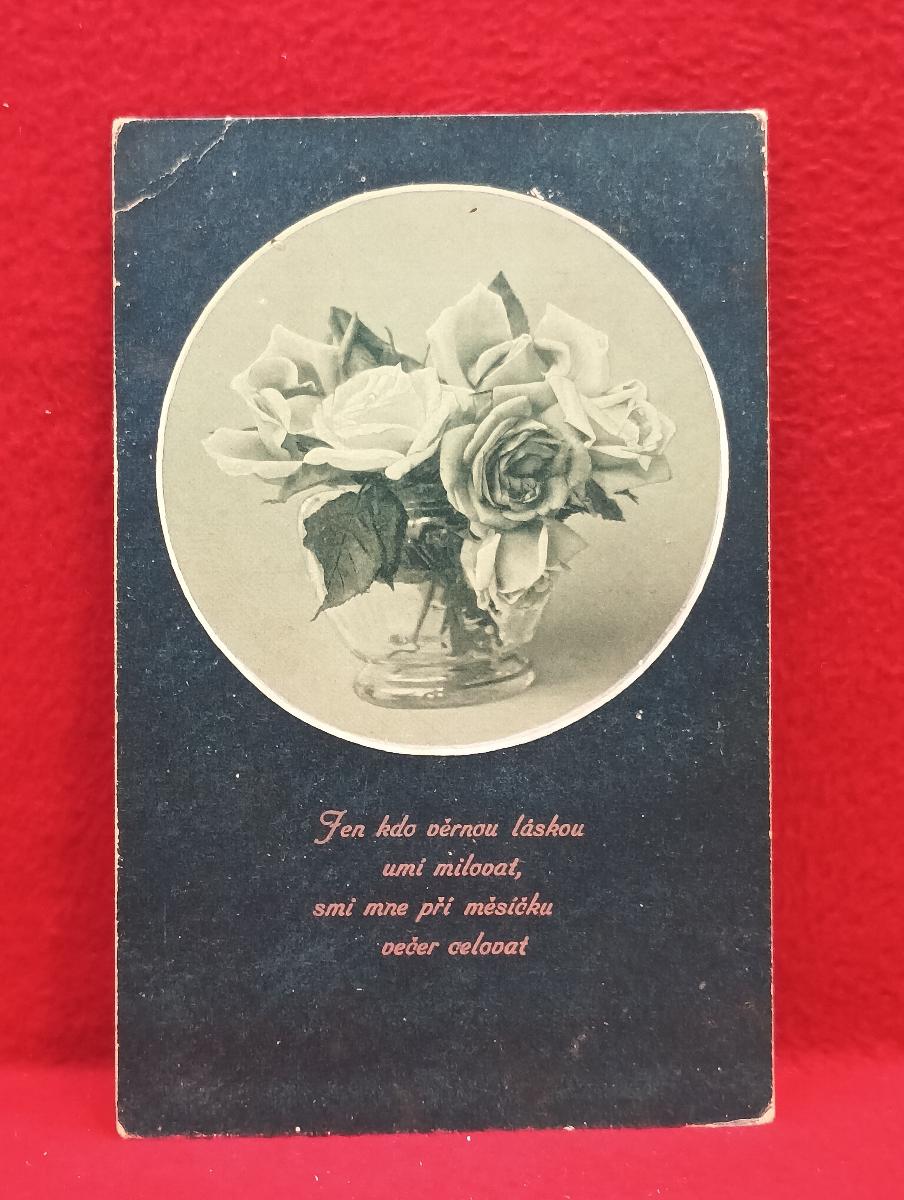 Jen kdo věrnou láskou
umí milovat,
smí mne při měsíčku
večer celovat